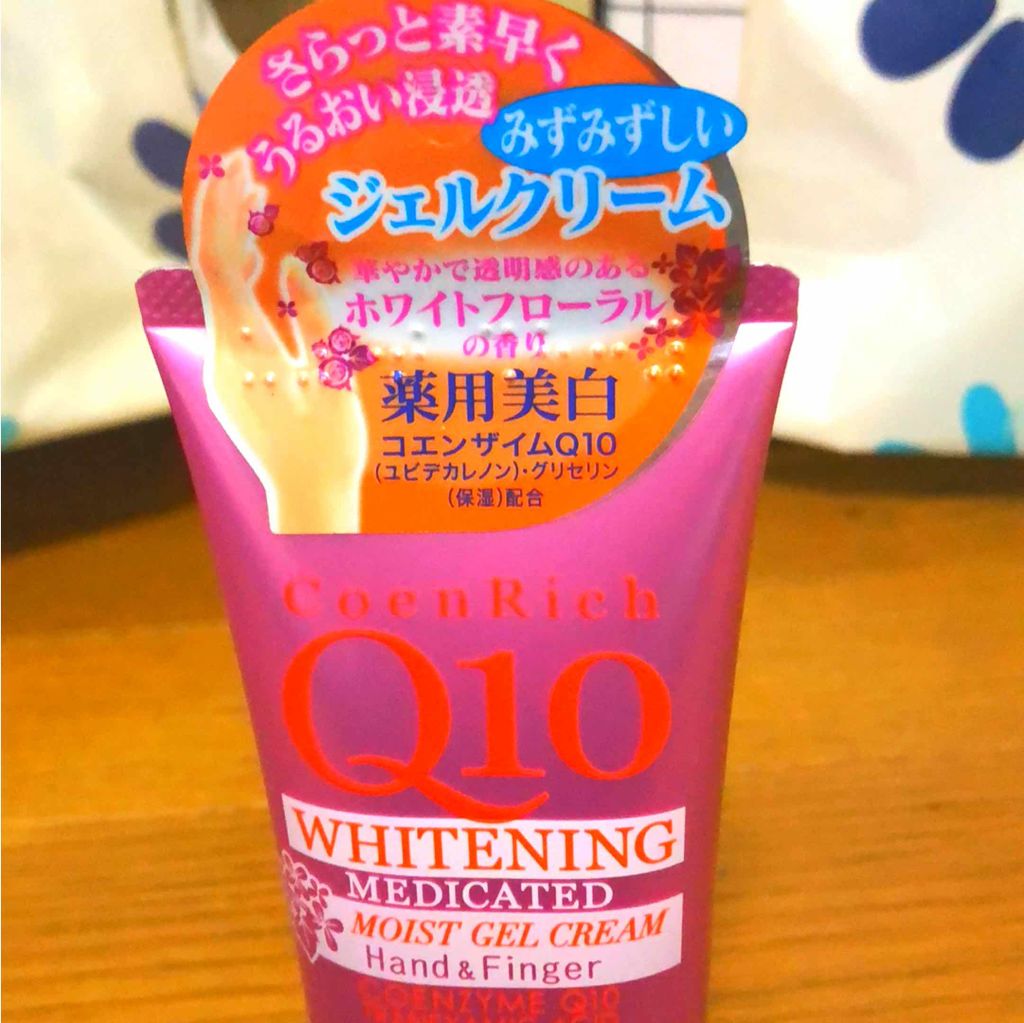 さらっと素早く
うるおい浸透
みずみずしい
ジェルクリーム
華やかで透明感のある
ホワイトフローラル
の香り
薬用美白
コエンザイムQ10
(ユビデカレノン)・グリセリン
(保湿)配合
CoenRich
Q10
WHITENING
MEDICATED
MOIST GEL CREAM
Hand & Finger
COENZYME Q10
TRANEXAMIC ACID